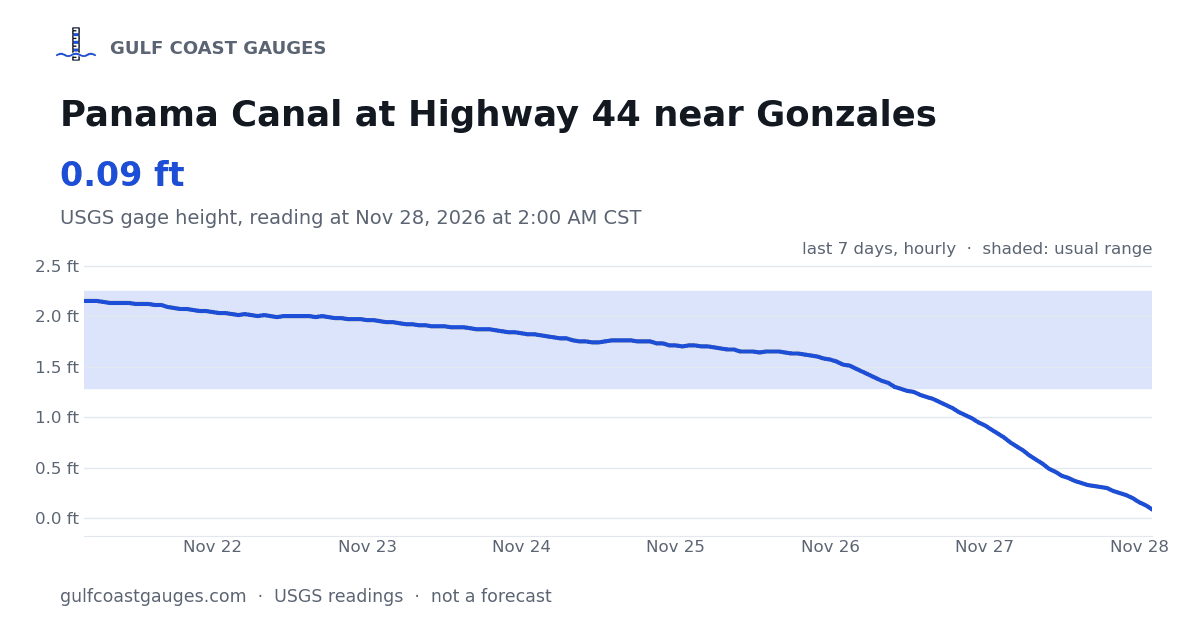 GULF COAST GAUGES
Panama Canal at Highway 44 near Gonzales
0.09 ft
USGS gage height, reading at Nov 28, 2026 at 2:00 AM CST
last 7 days, hourly · shaded: usual range
2.5 ft
2.0 ft
1.5 ft
1.0 ft
0.5 ft
0.0 ft
Nov 22 Nov 23 Nov 24 Nov 25 Nov 26 Nov 27 Nov 28
gulfcoastgauges.com · USGS readings · not a forecast